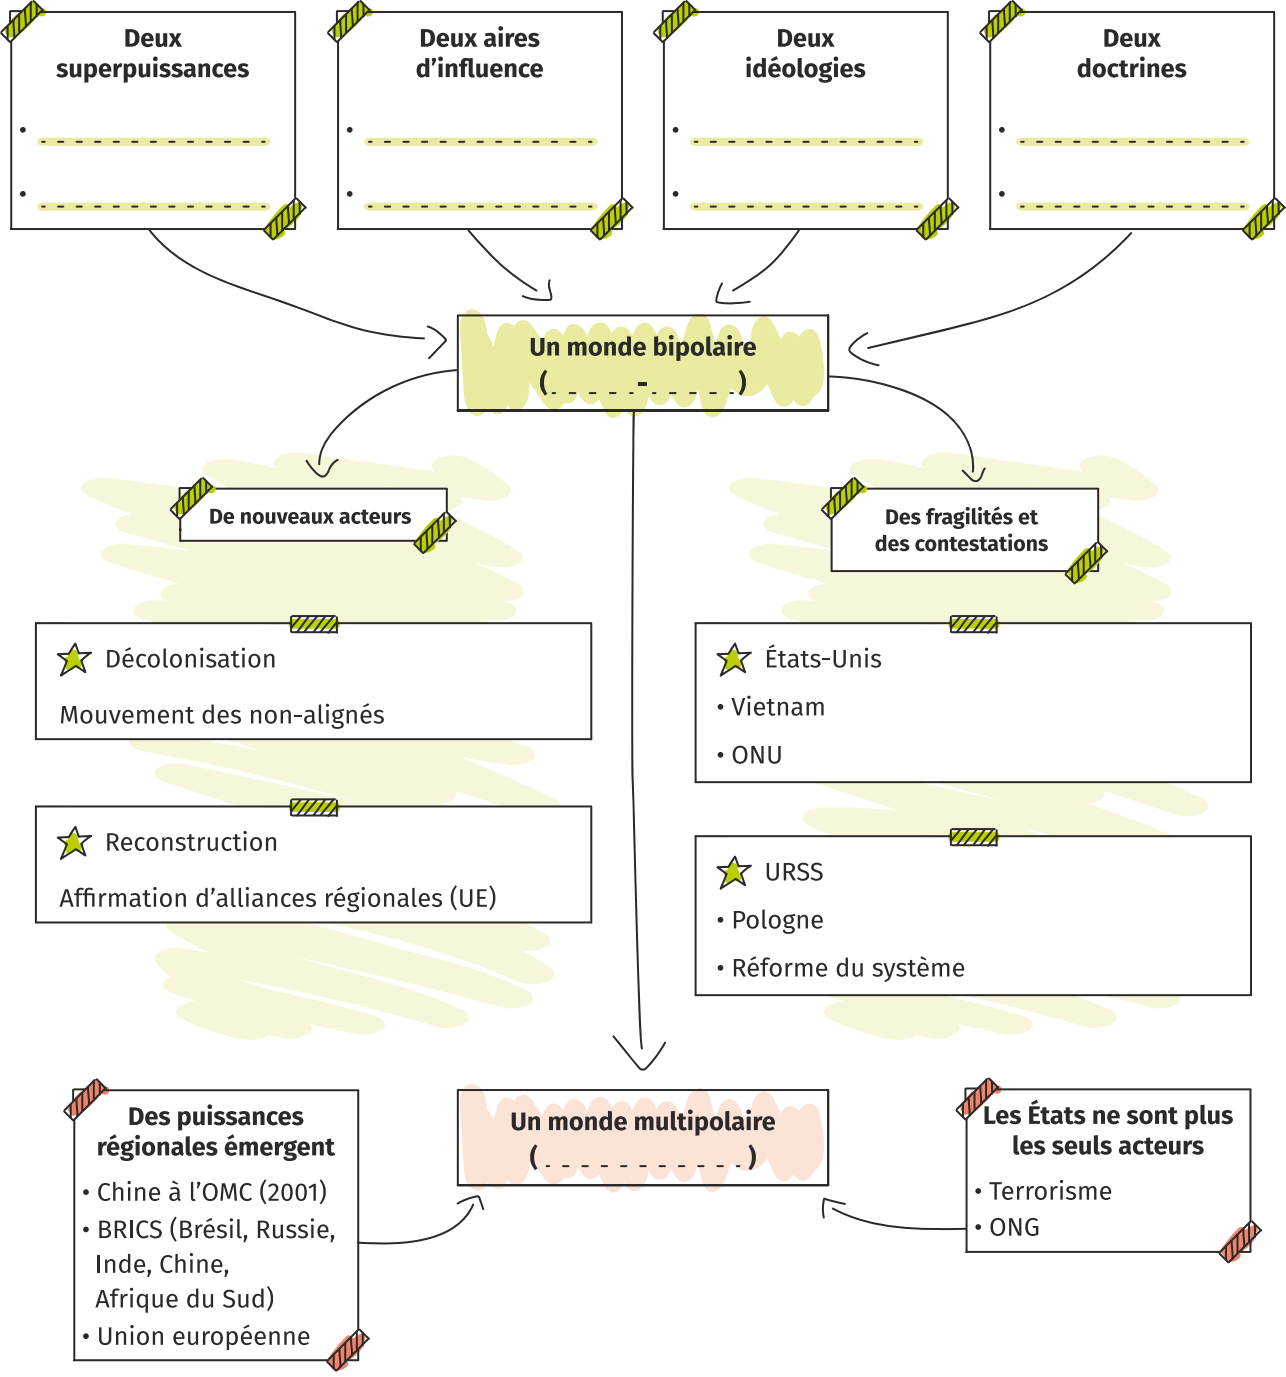 Deux
superpuissances
•
•
Deux aires
d’influence
•
•
Deux
idéologies
•
•
Deux
doctrines
•
•
Un monde bipolaire
( _ _ _ _ _ - _ _ _ _ _ )
De nouveaux acteurs
Décolonisation
Mouvement des non-alignés
Reconstruction
Affirmation d’alliances régionales (UE)
Des fragilités et
des contestations
États-Unis
• Vietnam
• ONU
URSS
• Pologne
• Réforme du système
Des puissances
régionales émergent
• Chine à l’OMC (2001)
• BRICS (Brésil, Russie,
Inde, Chine,
Afrique du Sud)
• Union européenne
Un monde multipolaire
( _ _ _ _ _ _ _ _ _ _ _ )
Les États ne sont plus
les seuls acteurs
• Terrorisme
• ONG